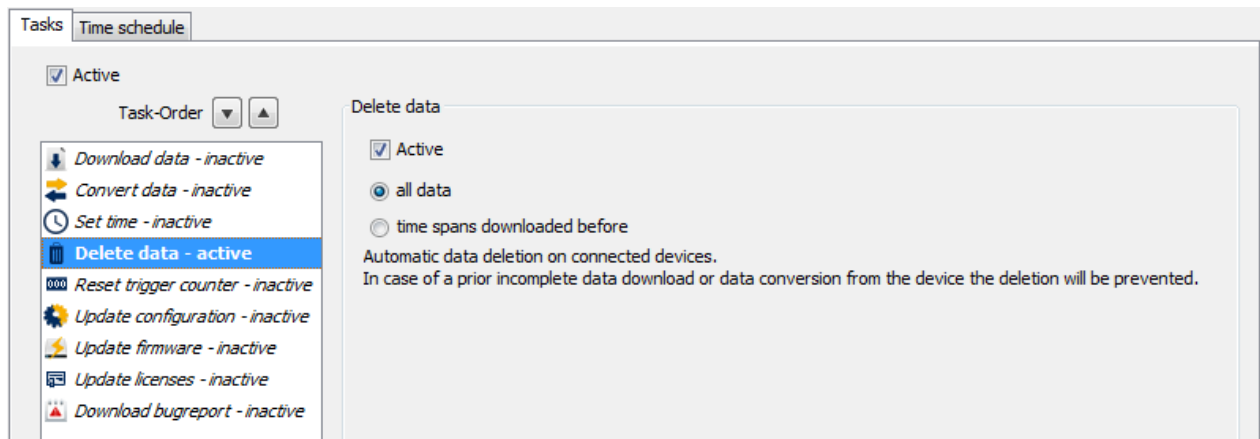 Tasks
Time schedule
Active
Task-Order
Download data - inactive
Convert data - inactive
Set time - inactive
Delete data - active
000 Reset trigger counter - inactive
Update configuration - inactive
Update firmware - inactive
Update licenses - inactive
Download bugreport - inactive
Delete data
Active
all data
time spans downloaded before
Automatic data deletion on connected devices.
In case of a prior incomplete data download or data conversion from the device the deletion will be prevented.